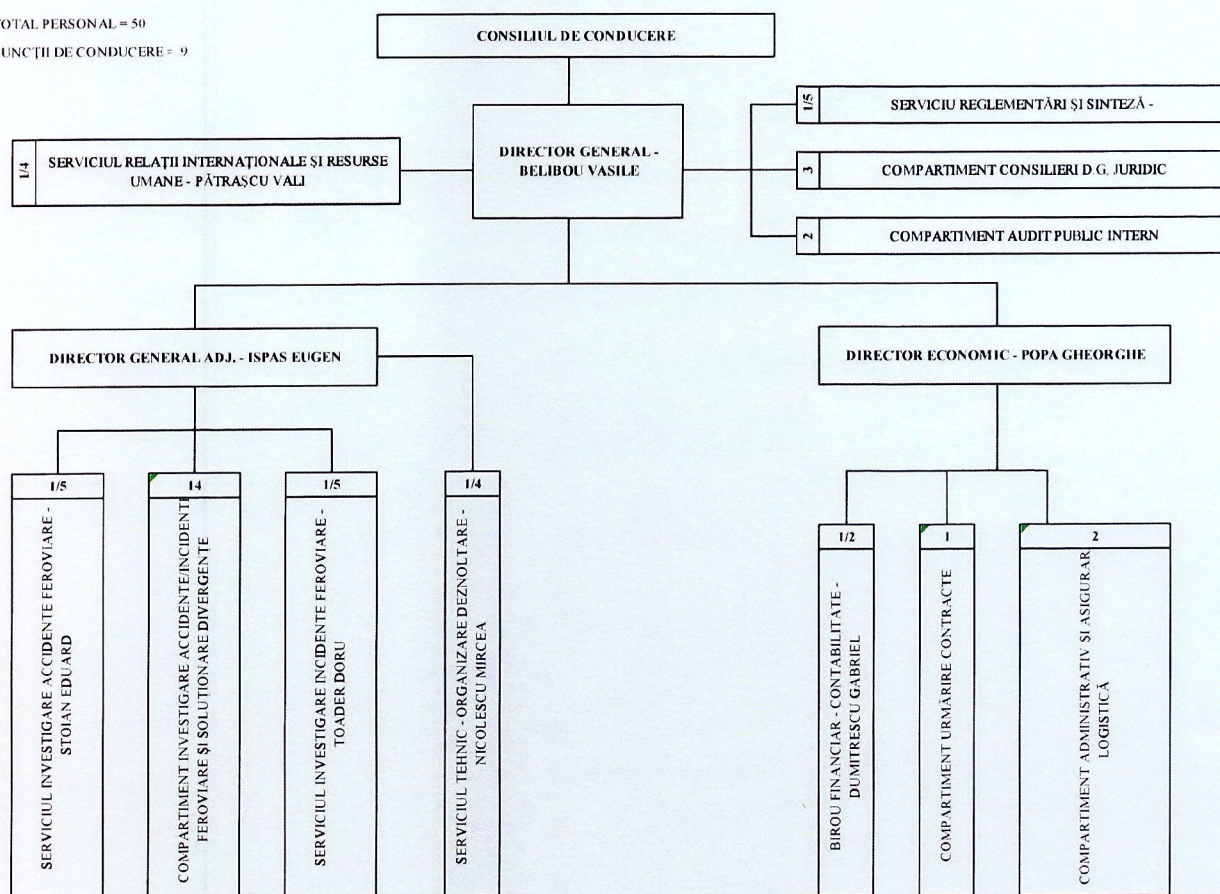 TOTAL PERSONAL = 50
FUNCȚII DE CONDUCERE = 9
CONSILIUL DE CONDUCERE
1/5
SERVICIU REGLEMENTĂRI ȘI SINTEZĂ -
1/4
SERVICIUL RELAȚII INTERNAȚIONALE ȘI RESURSE
UMANE - PĂTRAȘCU VALI
DIRECTOR GENERAL -
BELIBOU VASILE
3
COMPARTIMENT CONSILIERI D.G. JURIDIC
2
COMPARTIMENT AUDIT PUBLIC INTERN
DIRECTOR GENERAL ADJ. - ISPAS EUGEN
DIRECTOR ECONOMIC - POPA GHEORGHE
1/5
SERVICIUL INVESTIGARE ACCIDENTE FEROVIARE -
STOIAN EDUARD
14
COMPARTIMENT INVESTIGARE ACCIDENTE/INCIDENTE
FEROVIARE ȘI SOLUȚIONARE DIVERGENTE
1/5
SERVICIUL INVESTIGARE INCIDENTE FEROVIARE -
TOADER DORU
1/4
SERVICIUL TEHNIC - ORGANIZARE DEZNOLTARE -
NICOLESCU MIRCEA
1/2
BIROU FINANCIAR - CONTABILITATE -
DUMITRESCU GABRIEL
1
COMPARTIMENT URMĂRIRE CONTRACTE
2
COMPARTIMENT ADMINISTRATIV ȘI ASIGURAR
LOGISTICĂ